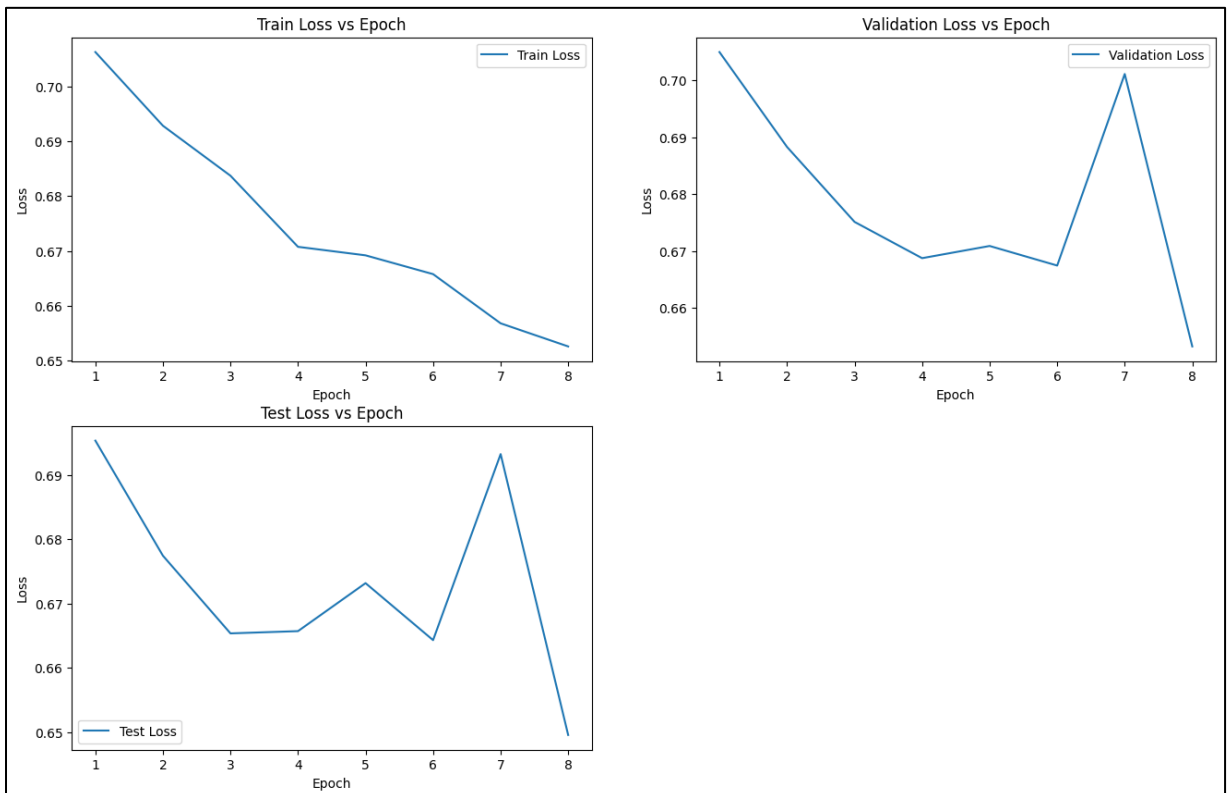 Train Loss vs Epoch
Train Loss
0.70
0.69
0.68
0.67
0.66
0.65
Loss
1 2 3 4 5 6 7 8
Epoch
Validation Loss vs Epoch
Validation Loss
0.70
0.69
0.68
0.67
0.66
Loss
1 2 3 4 5 6 7 8
Epoch
Test Loss vs Epoch
0.69
0.68
0.67
0.66
0.65
Loss
Test Loss
1 2 3 4 5 6 7 8
Epoch